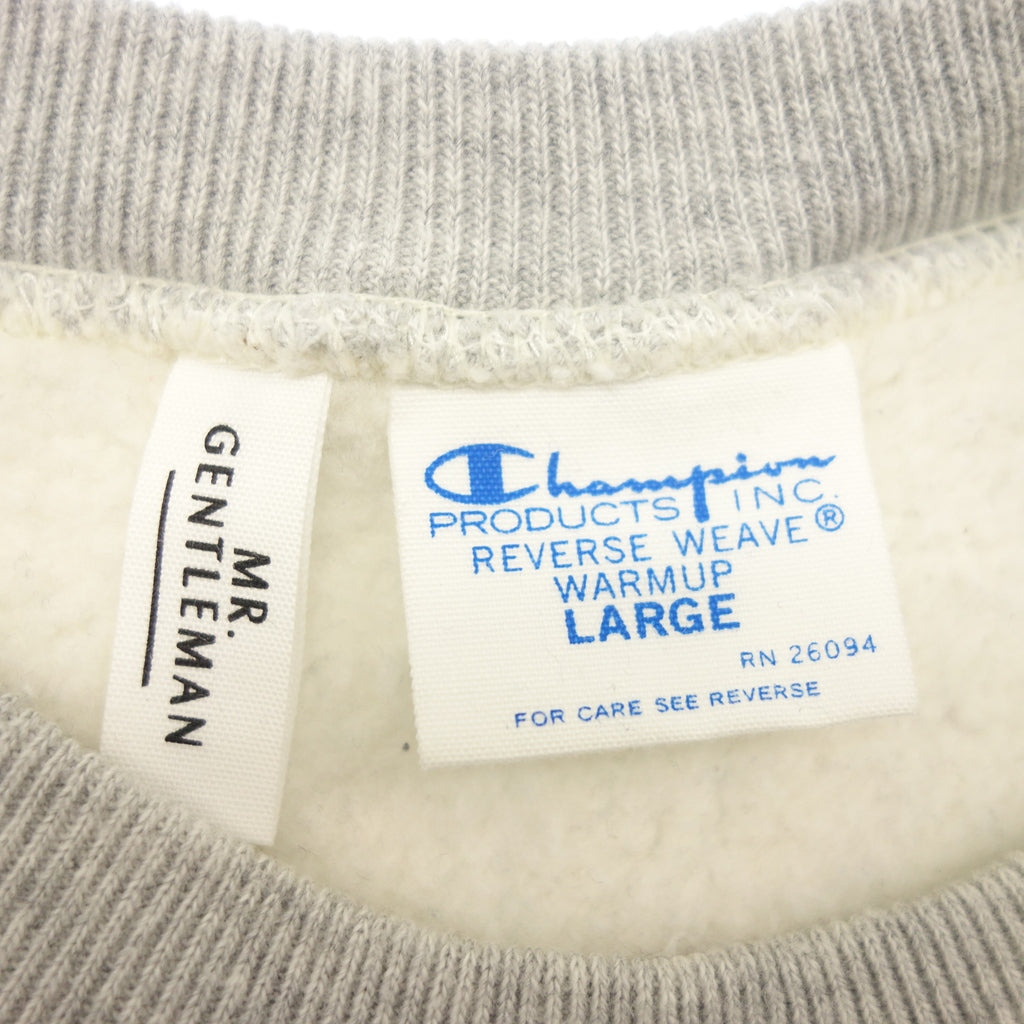 MR.
GENTLEMAN
Champion
PRODUCTS INC.
REVERSE WEAVE®
WARMUP
LARGE
RN 26094
FOR CARE SEE REVERSE